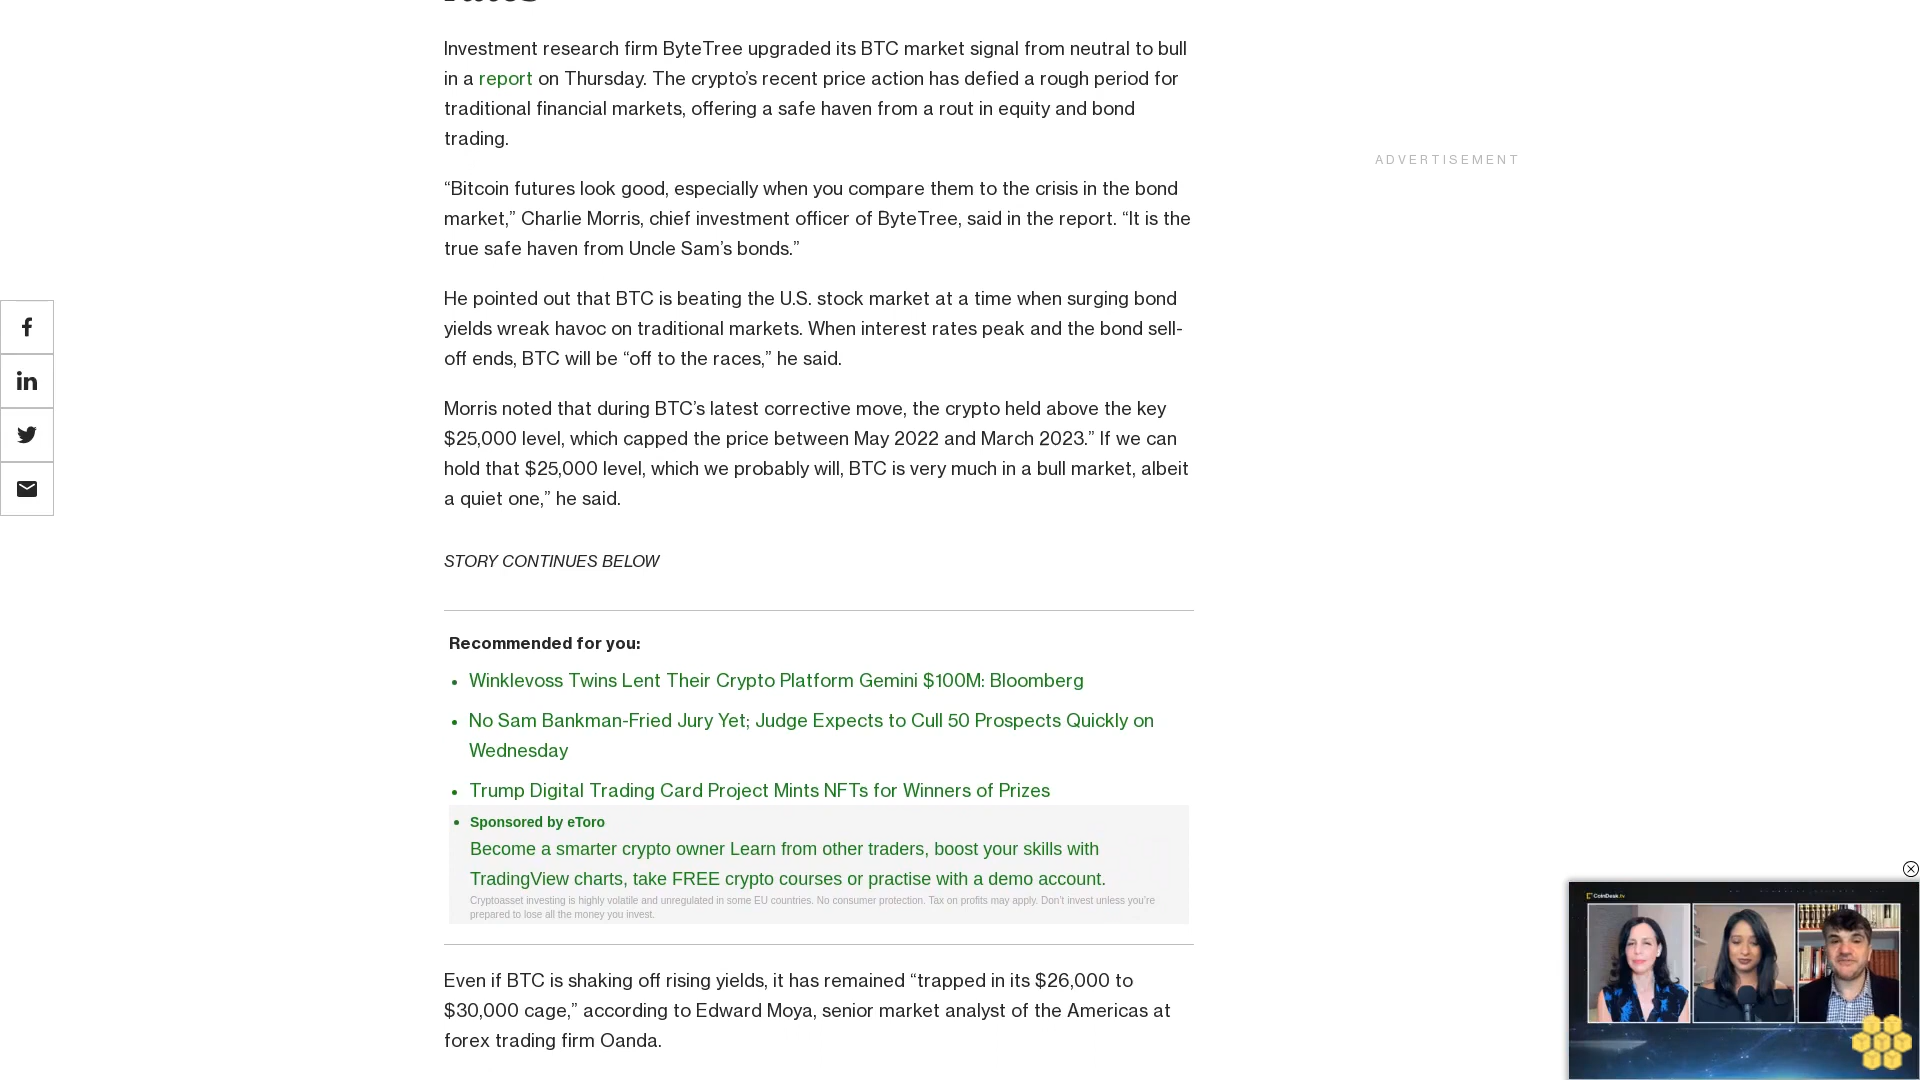 Investment research firm ByteTree upgraded its BTC market signal from neutral to bull
in a report on Thursday. The crypto’s recent price action has defied a rough period for
traditional financial markets, offering a safe haven from a rout in equity and bond
trading.
ADVERTISEMENT
“Bitcoin futures look good, especially when you compare them to the crisis in the bond
market,” Charlie Morris, chief investment officer of ByteTree, said in the report. “It is the
true safe haven from Uncle Sam’s bonds.”
He pointed out that BTC is beating the U.S. stock market at a time when surging bond
yields wreak havoc on traditional markets. When interest rates peak and the bond sell-
off ends, BTC will be “off to the races,” he said.
Morris noted that during BTC’s latest corrective move, the crypto held above the key
$25,000 level, which capped the price between May 2022 and March 2023.” If we can
hold that $25,000 level, which we probably will, BTC is very much in a bull market, albeit
a quiet one,” he said.
STORY CONTINUES BELOW
Recommended for you:
• Winklevoss Twins Lent Their Crypto Platform Gemini $100M: Bloomberg
• No Sam Bankman-Fried Jury Yet; Judge Expects to Cull 50 Prospects Quickly on
Wednesday
• Trump Digital Trading Card Project Mints NFTs for Winners of Prizes
• Sponsored by eToro
Become a smarter crypto owner Learn from other traders, boost your skills with
TradingView charts, take FREE crypto courses or practise with a demo account.
Cryptoasset investing is highly volatile and unregulated in some EU countries. No consumer protection. Tax on profits may apply. Don’t invest unless you’re
prepared to lose all the money you invest.
Even if BTC is shaking off rising yields, it has remained “trapped in its $26,000 to
$30,000 cage,” according to Edward Moya, senior market analyst of the Americas at
forex trading firm Oanda.
CoinDesk.tv